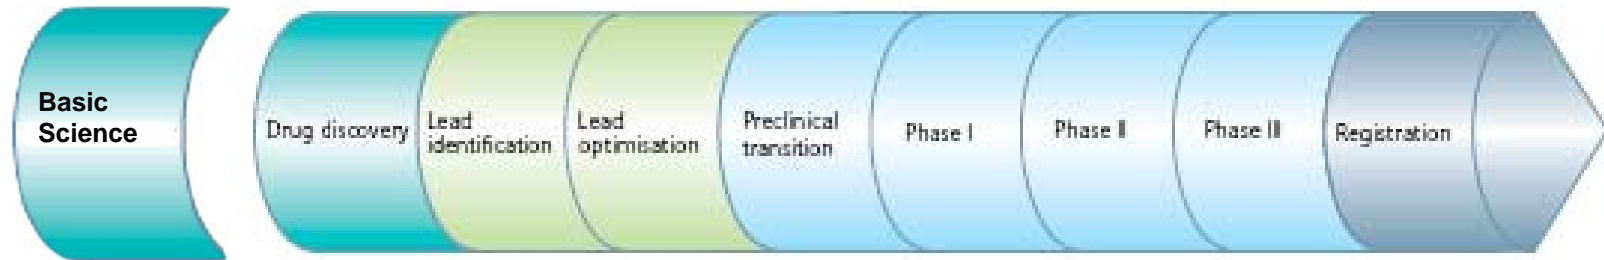 Basic
Science
Drug discovery
Lead
identification
Lead
optimisation
Preclinical
transition
Phase I
Phase II
Phase III
Registration